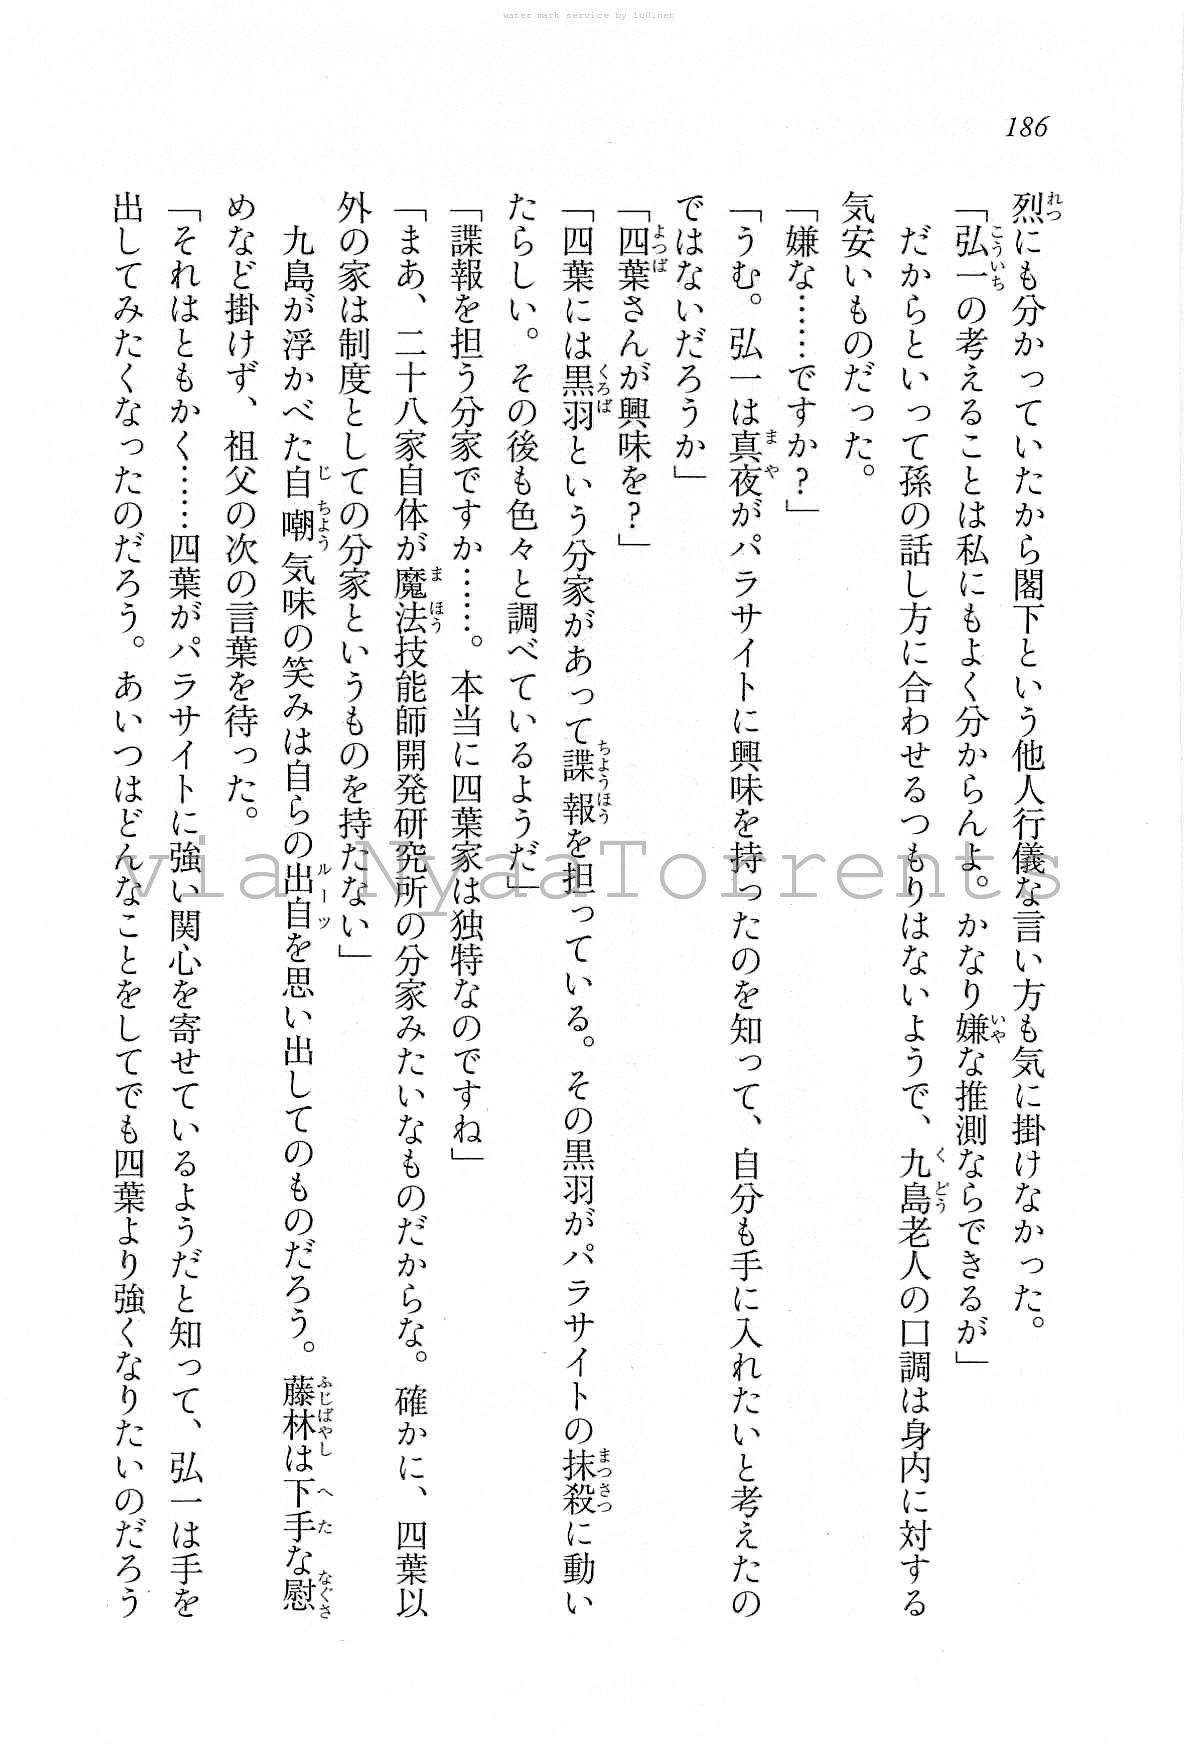 water mark service by lu0.net
186
烈にも分かっていたから閣下という他人行儀な言い方も気に掛けなかった。
「弘一の考えることは私にもよく分からんよ。かなり嫌な推測ならできるが」
だからといって孫の話し方に合わせるつもりはないようで、九島老人の口調は身内に対する
気安いものだった。
「嫌な……ですか?」
「うむ。弘一は真夜がパラサイトに興味を持ったのを知って、自分も手に入れたいと考えたの
ではないだろうか」
「四葉さんが興味を?」
「四葉には黒羽という分家があって諜報を担っている。その黒羽がパラサイトの抹殺に動い
たらしい。その後も色々と調べているようだ」
「諜報を担う分家ですか……。本当に四葉家は独特なのですね」
「まあ、二十八家自体が魔法技能師開発研究所の分家みたいなものだからな。確かに、四葉以
外の家は制度としての分家というものを持たない」
九島が浮かべた自嘲気味の笑みは自らの出自を思い出してのものだろう。藤林は下手な慰
めなど掛けず、祖父の次の言葉を待った。
「それはともかく……四葉がパラサイトに強い関心を寄せているようだと知って、弘一は手を
出してみたくなったのだろう。あいつはどんなことをしてでも四葉より強くなりたいのだろう
via NyaaTorrents